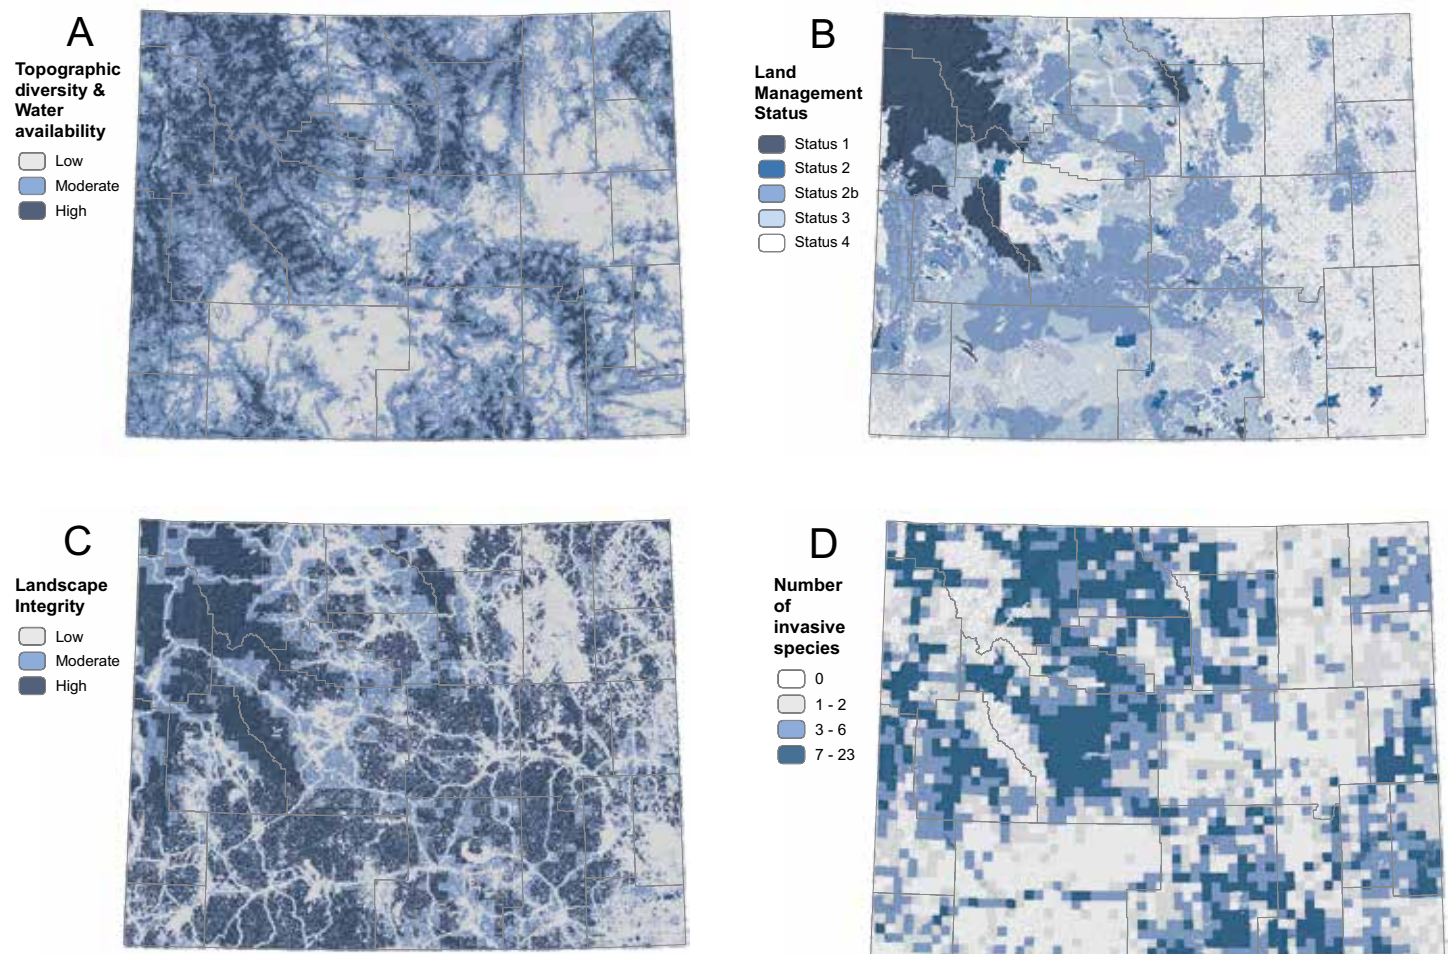 A
Topographic
diversity &
Water
availability
Low
Moderate
High
B
Land
Management
Status
Status 1
Status 2
Status 2b
Status 3
Status 4
C
Landscape
Integrity
Low
Moderate
High
D
Number
of
invasive
species
0
1 - 2
3 - 6
7 - 23